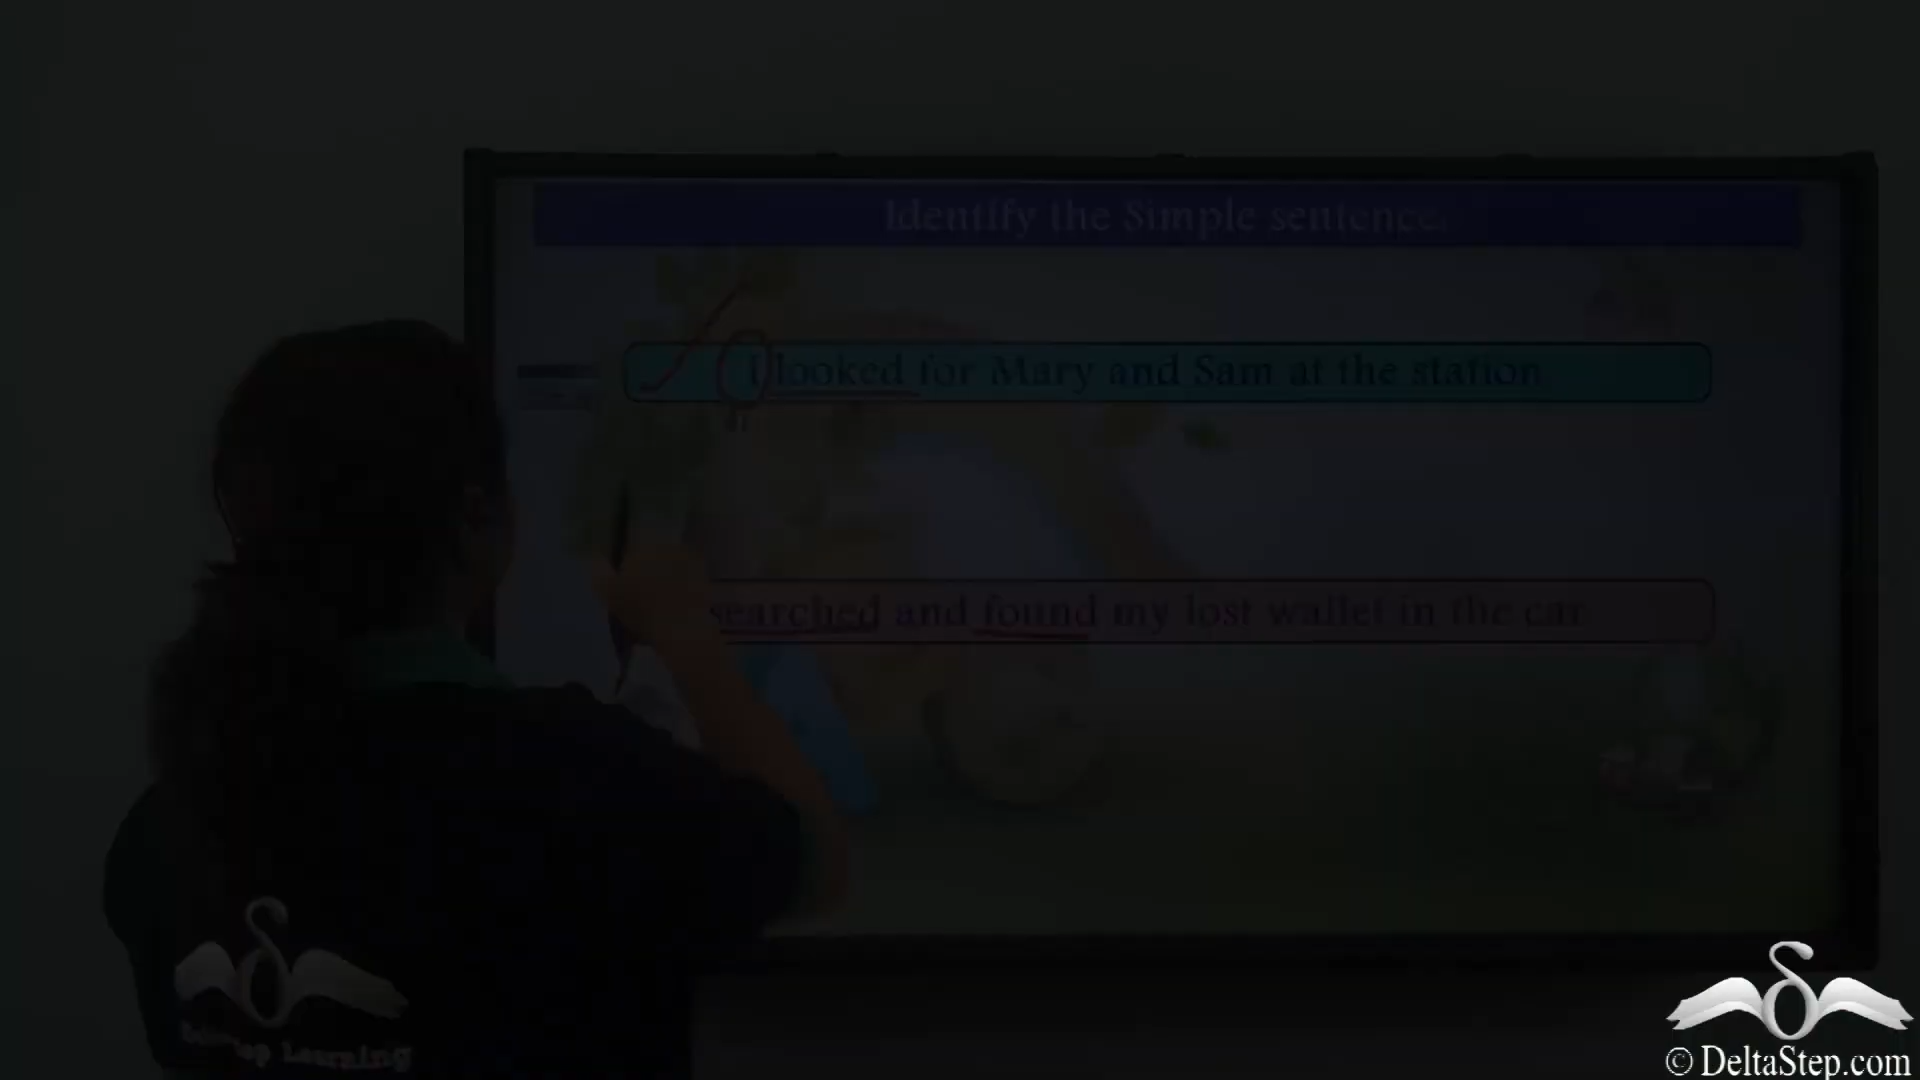 Identify the Simple sentence.
I looked for Mary and Sam at the station
searched and found my lost wallet in the car
Learning
© DeltaStep.com